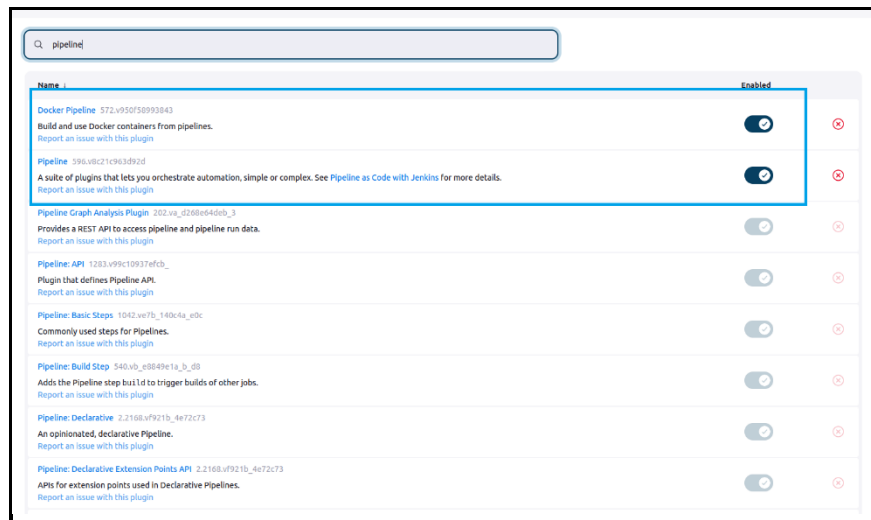 pipeline
Name ↓ Enabled
Docker Pipeline 572.v950f58993843
Build and use Docker containers from pipelines.
Report an issue with this plugin
Pipeline 596.v8c21c963d92d
A suite of plugins that lets you orchestrate automation, simple or complex. See Pipeline as Code with Jenkins for more details.
Report an issue with this plugin
Pipeline Graph Analysis Plugin 202.va_d268e64deb_3
Provides a REST API to access pipeline and pipeline run data.
Report an issue with this plugin
Pipeline: API 1283.v99c10937efcb_
Plugin that defines Pipeline API.
Report an issue with this plugin
Pipeline: Basic Steps 1042.ve7b_140c4a_e0c
Commonly used steps for Pipelines.
Report an issue with this plugin
Pipeline: Build Step 540.vb_e8849e1a_b_d8
Adds the Pipeline step build to trigger builds of other jobs.
Report an issue with this plugin
Pipeline: Declarative 2.2168.vf921b_4e72c73
An opinionated, declarative Pipeline.
Report an issue with this plugin
Pipeline: Declarative Extension Points API 2.2168.vf921b_4e72c73
APIs for extension points used in Declarative Pipelines.
Report an issue with this plugin